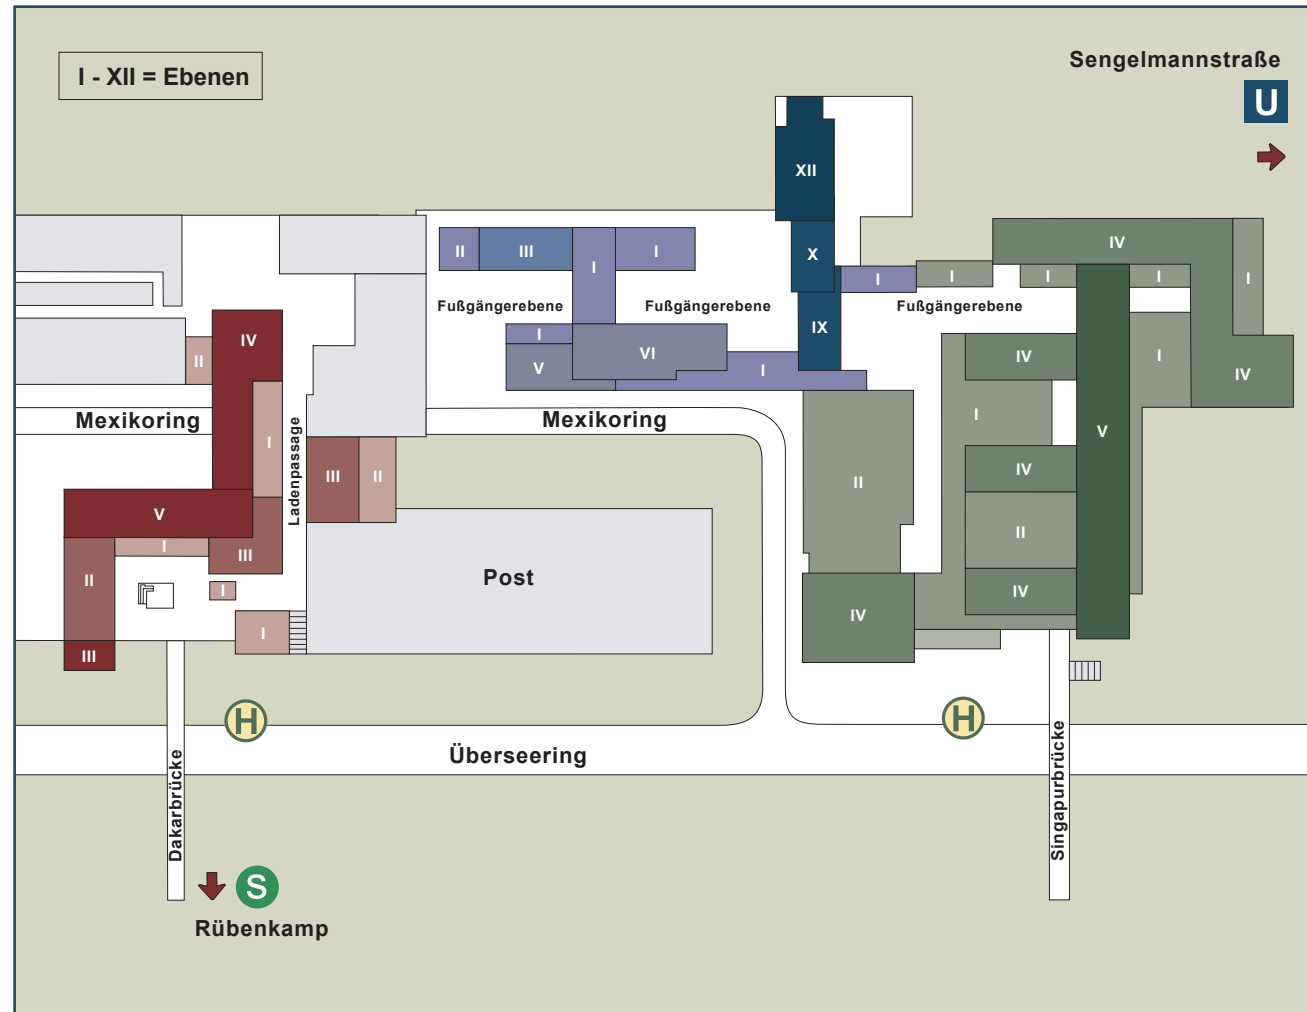 I - XII = Ebenen
Sengelmannstraße
U
XII
II
III
I
I
X
I
I
I
I
IV
I
Fußgängerebene
Fußgängerebene
Fußgängerebene
IV
II
I
V
VI
I
IX
IV
I
IV
Mexikoring
I
Ladenpassage
Mexikoring
I
V
III
II
IV
II
V
I
III
II
I
Post
II
IV
IV
I
III
H
H
Überseering
Dakarbrücke
Singapurbrücke
S
Rübenkamp